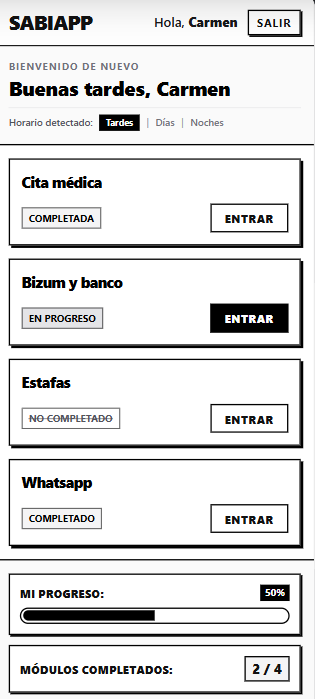 SABIAPP Hola, Carmen SALIR
BIENVENIDO DE NUEVO
Buenas tardes, Carmen
Horario detectado: Tardes | Días | Noches
Cita médica
COMPLETADA ENTRAR
Bizum y banco
EN PROGRESO ENTRAR
Estafas
NO COMPLETADO ENTRAR
Whatsapp
COMPLETADO ENTRAR
MI PROGRESO: 50%
MÓDULOS COMPLETADOS: 2 / 4